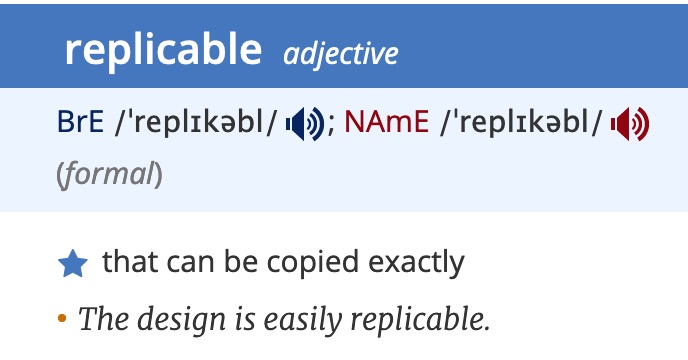 replicable adjective
BrE /ˈreplɪkəbl/ ; NAmE /ˈreplɪkəbl/
(formal)
that can be copied exactly
• The design is easily replicable.